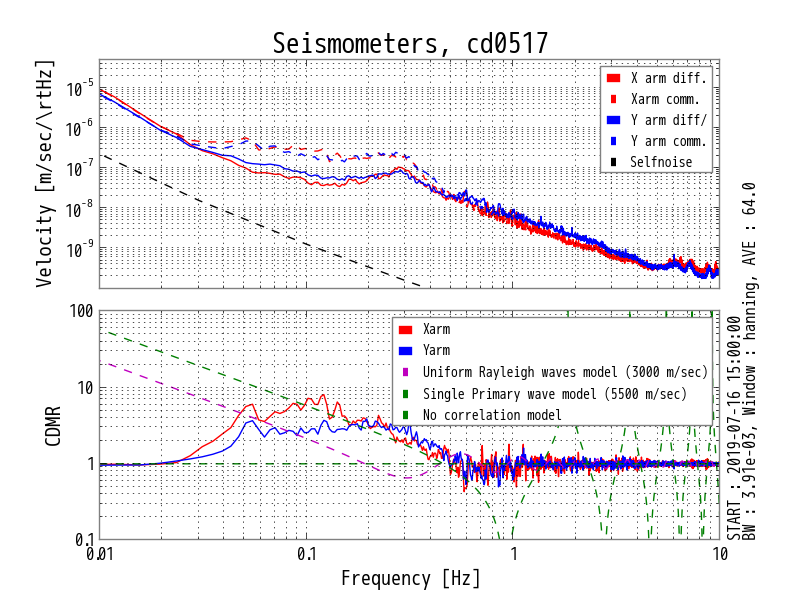 Seismometers, cd0517
Velocity [m/sec/\rtHz]
10^-5
10^-6
10^-7
10^-8
10^-9
X arm diff.
Xarm comm.
Y arm diff/
Y arm comm.
Selfnoise
CDMR
100
10
1
0.1
Xarm
Yarm
Uniform Rayleigh waves model (3000 m/sec)
Single Primary wave model (5500 m/sec)
No correlation model
0.01
0.1
1
10
Frequency [Hz]
START : 2019-07-16 15:00:00
BW : 3.91e-03, Window : hanning, AVE : 64.0